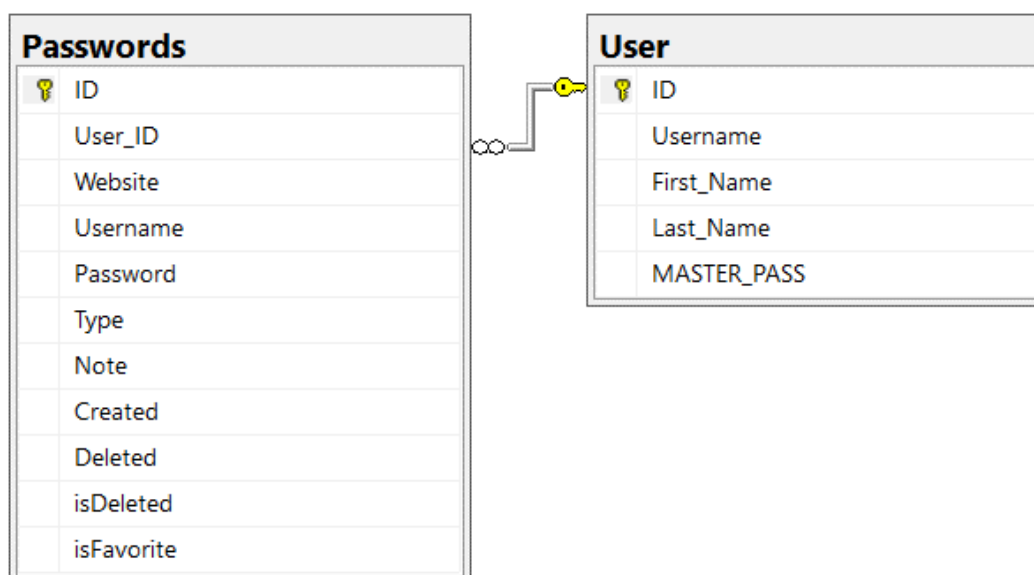 Passwords
ID
User_ID
Website
Username
Password
Type
Note
Created
Deleted
isDeleted
isFavorite
User
ID
Username
First_Name
Last_Name
MASTER_PASS